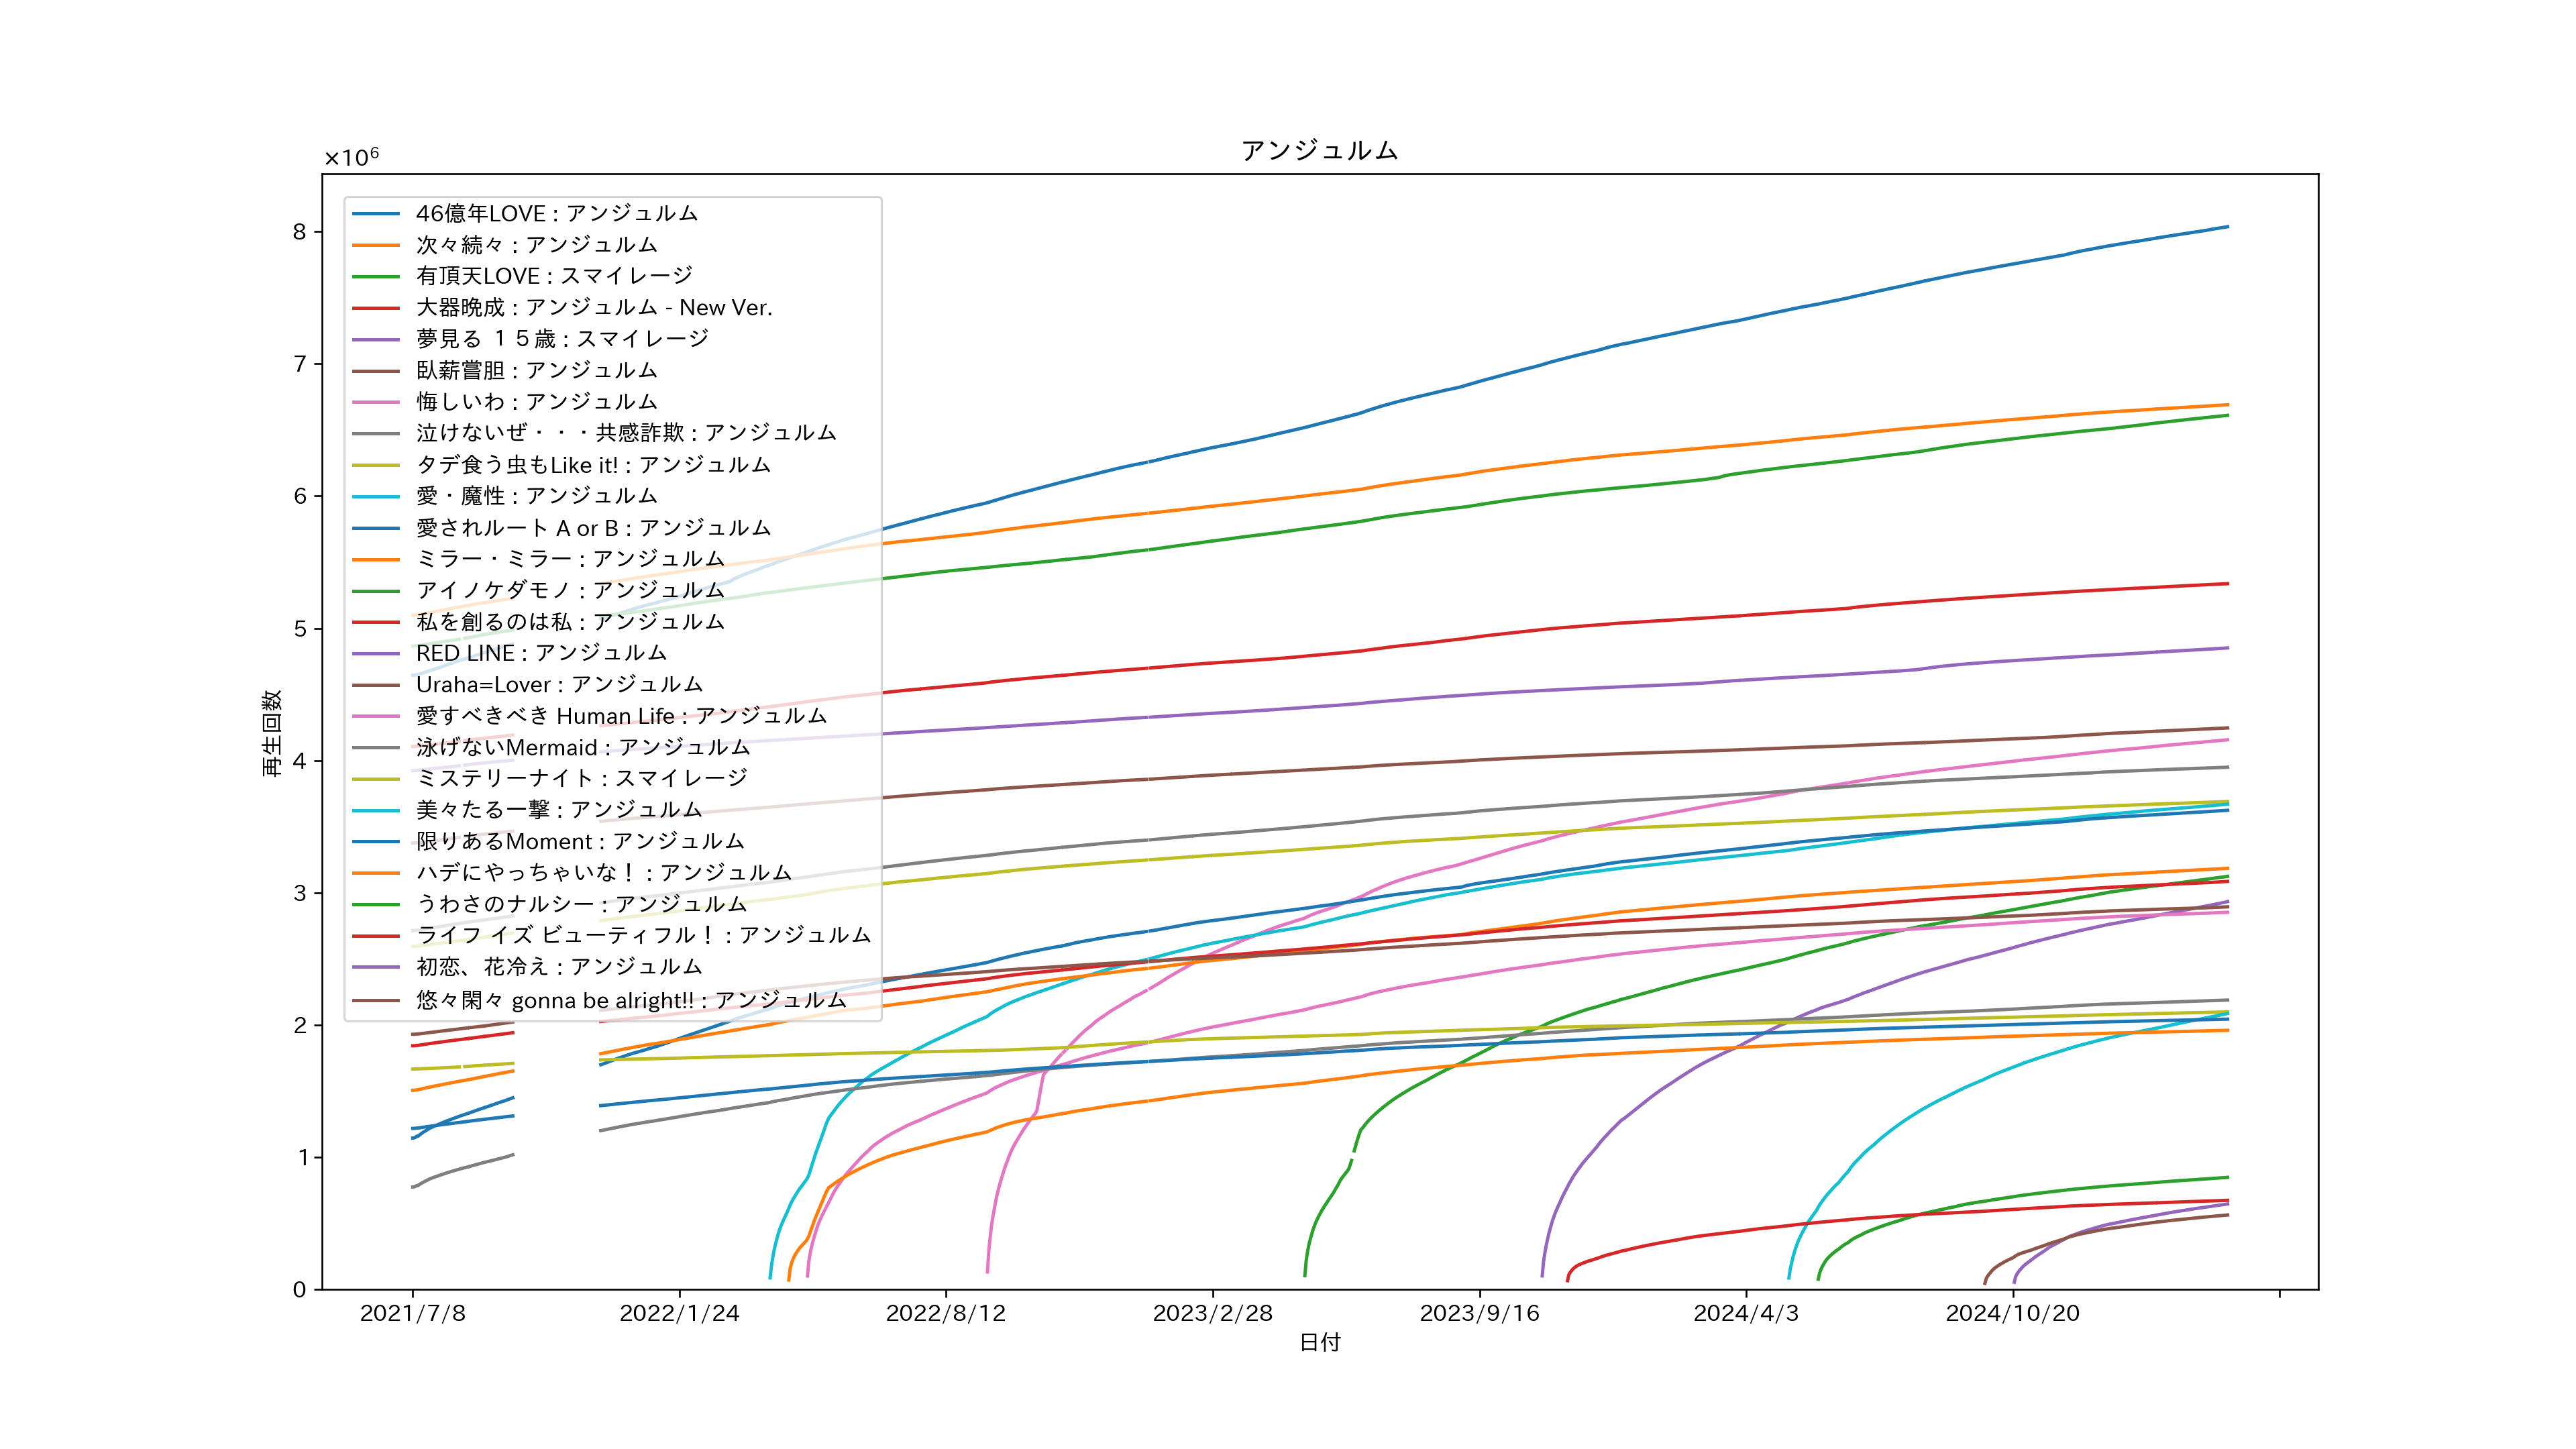 アンジュルム
×10⁶
46億年LOVE : アンジュルム
次々続々 : アンジュルム
有頂天LOVE : スマイレージ
大器晩成 : アンジュルム - New Ver.
夢見る １５歳 : スマイレージ
臥薪嘗胆 : アンジュルム
悔しいわ : アンジュルム
泣けないぜ・・・共感詐欺 : アンジュルム
タデ食う虫もLike it! : アンジュルム
愛・魔性 : アンジュルム
愛されルート A or B : アンジュルム
ミラー・ミラー : アンジュルム
アイノケダモノ : アンジュルム
私を創るのは私 : アンジュルム
RED LINE : アンジュルム
Uraha=Lover : アンジュルム
愛すべきべき Human Life : アンジュルム
泳げないMermaid : アンジュルム
ミステリーナイト : スマイレージ
美々たる一撃 : アンジュルム
限りあるMoment : アンジュルム
ハデにやっちゃいな！ : アンジュルム
うわさのナルシー : アンジュルム
ライフ イズ ビューティフル！ : アンジュルム
初恋、花冷え : アンジュルム
悠々閑々 gonna be alright!! : アンジュルム
8
7
6
5
4
3
2
1
0
再生回数
2021/7/8
2022/1/24
2022/8/12
2023/2/28
2023/9/16
2024/4/3
2024/10/20
日付